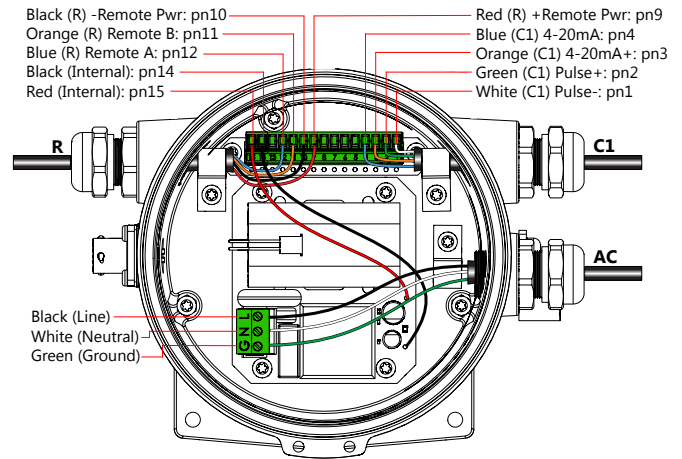 Black (R) -Remote Pwr: pn10
Orange (R) Remote B: pn11
Blue (R) Remote A: pn12
Black (Internal): pn14
Red (Internal): pn15
Red (R) +Remote Pwr: pn9
Blue (C1) 4-20mA: pn4
Orange (C1) 4-20mA+: pn3
Green (C1) Pulse+: pn2
White (C1) Pulse-: pn1
R
C1
AC
Black (Line)
White (Neutral)
Green (Ground)
L
N
G